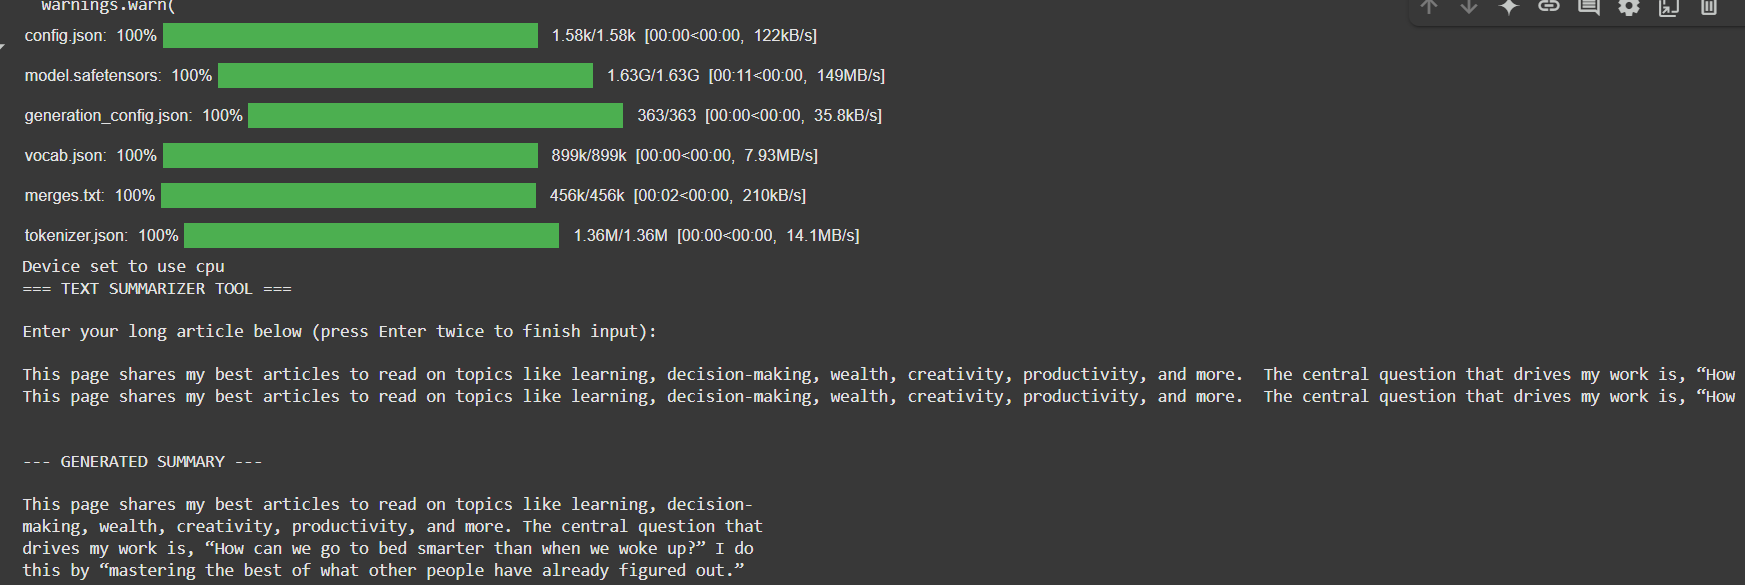 warnings.warn(
config.json: 100% 1.58k/1.58k [00:00<00:00, 122kB/s]
model.safetensors: 100% 1.63G/1.63G [00:11<00:00, 149MB/s]
generation_config.json: 100% 363/363 [00:00<00:00, 35.8kB/s]
vocab.json: 100% 899k/899k [00:00<00:00, 7.93MB/s]
merges.txt: 100% 456k/456k [00:02<00:00, 210kB/s]
tokenizer.json: 100% 1.36M/1.36M [00:00<00:00, 14.1MB/s]
Device set to use cpu
=== TEXT SUMMARIZER TOOL ===
Enter your long article below (press Enter twice to finish input):
This page shares my best articles to read on topics like learning, decision-making, wealth, creativity, productivity, and more.  The central question that drives my work is, “How
This page shares my best articles to read on topics like learning, decision-making, wealth, creativity, productivity, and more.  The central question that drives my work is, “How
--- GENERATED SUMMARY ---
This page shares my best articles to read on topics like learning, decision-
making, wealth, creativity, productivity, and more. The central question that
drives my work is, “How can we go to bed smarter than when we woke up?” I do
this by “mastering the best of what other people have already figured out.”